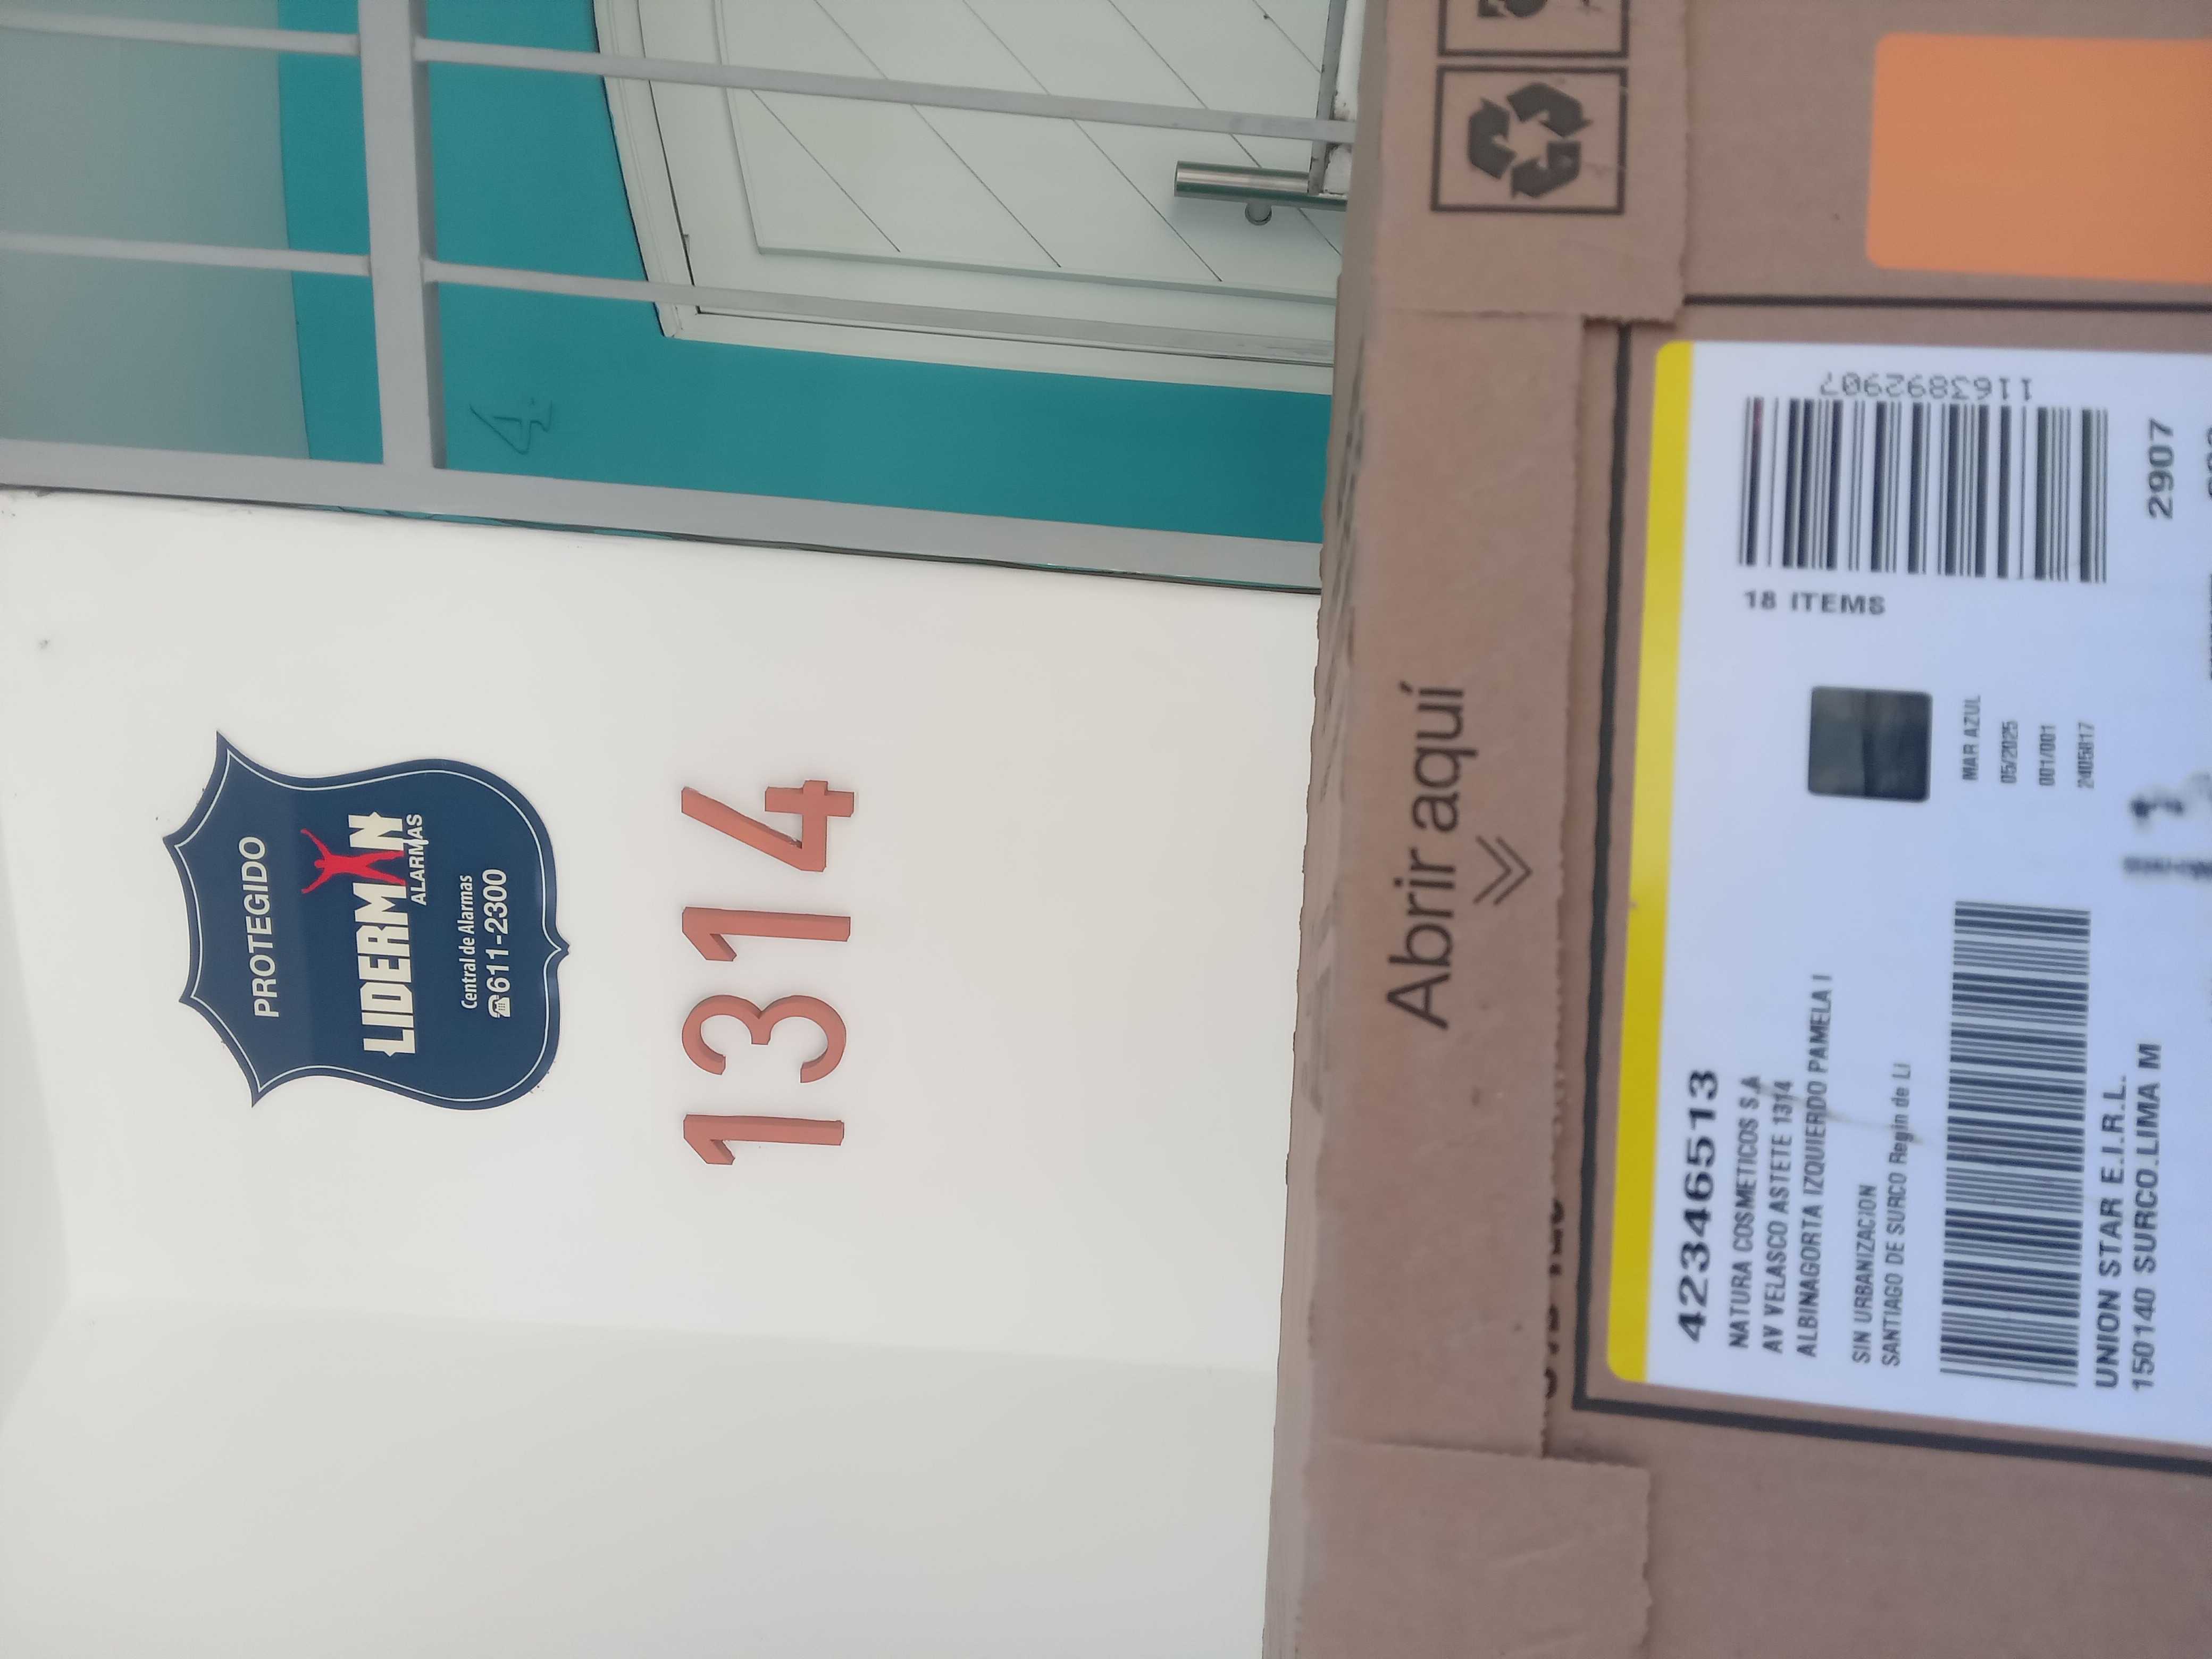 PROTEGIDO
LIDERMAN
ALARMAS
Central de Alarmas
☎611-2300
1314
4
Abrir aquí
42346513
NATURA COSMETICOS S.A
AV VELASCO ASTETE 1314
ALBINAGORTA IZQUIERDO PAMELA I
SIN URBANIZACION
SANTIAGO DE SURCO Regin de LI
18 ITEMS
1163892907
MAR AZUL
05/2025
001/001
2405817
2907
UNION STAR E.I.R.L.
150140 SURCO.LIMA M